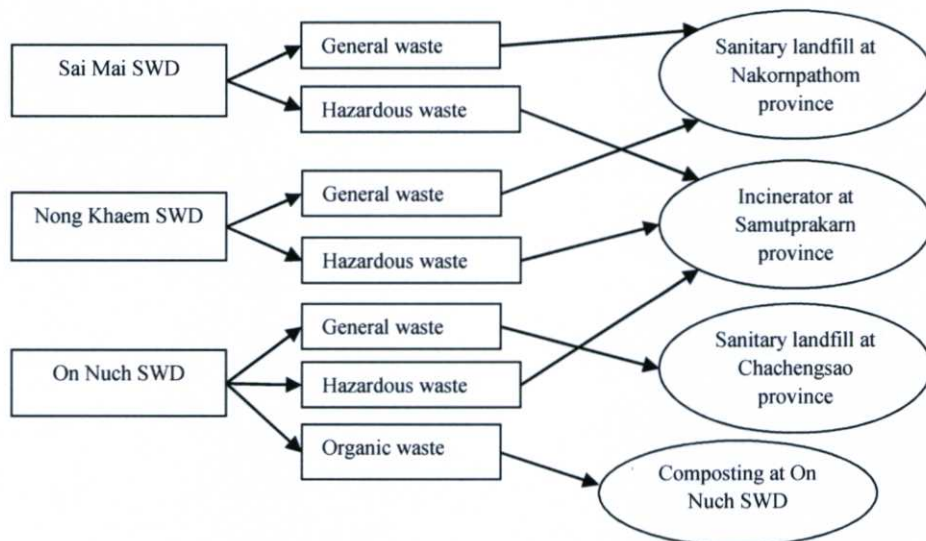 Sai Mai SWD
General waste
Hazardous waste
Sanitary landfill at
Nakornpathom
province
Nong Khaem SWD
General waste
Hazardous waste
Incinerator at
Samutprakarn
province
On Nuch SWD
General waste
Hazardous waste
Organic waste
Sanitary landfill at
Chachengsao
province
Composting at On
Nuch SWD